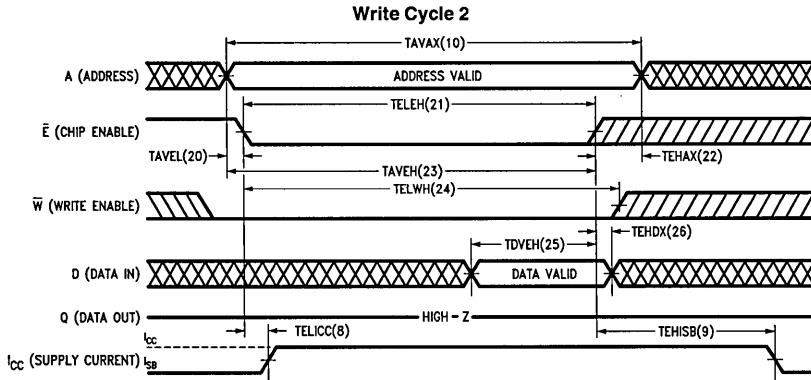 Write Cycle 2
TAVAX(10)
A (ADDRESS)
ADDRESS VALID
TELEH(21)
E̅ (CHIP ENABLE)
TAVEL(20)
TEHAX(22)
TAVEH(23)
TELWH(24)
W̅ (WRITE ENABLE)
TEHDX(26)
TDVEH(25)
D (DATA IN)
DATA VALID
Q (DATA OUT)
HIGH – Z
ICC
TELICC(8)
TEHISB(9)
ICC (SUPPLY CURRENT) ISB